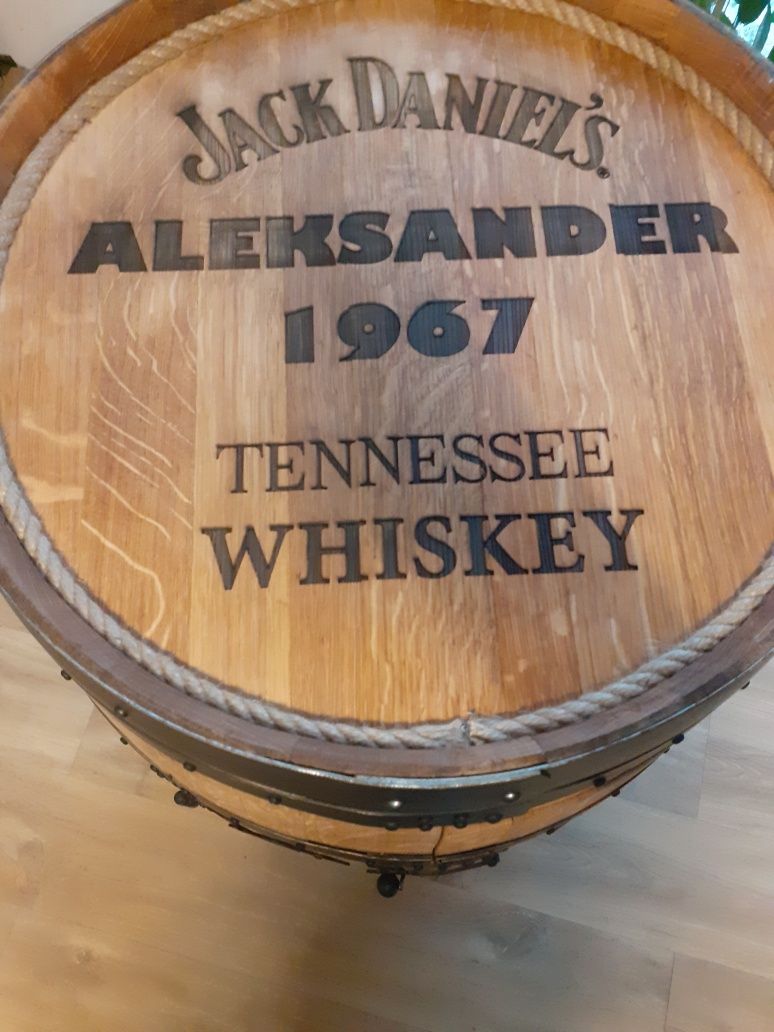 JACK DANIEL'S®
ALEKSANDER
1967
TENNESSEE
WHISKEY